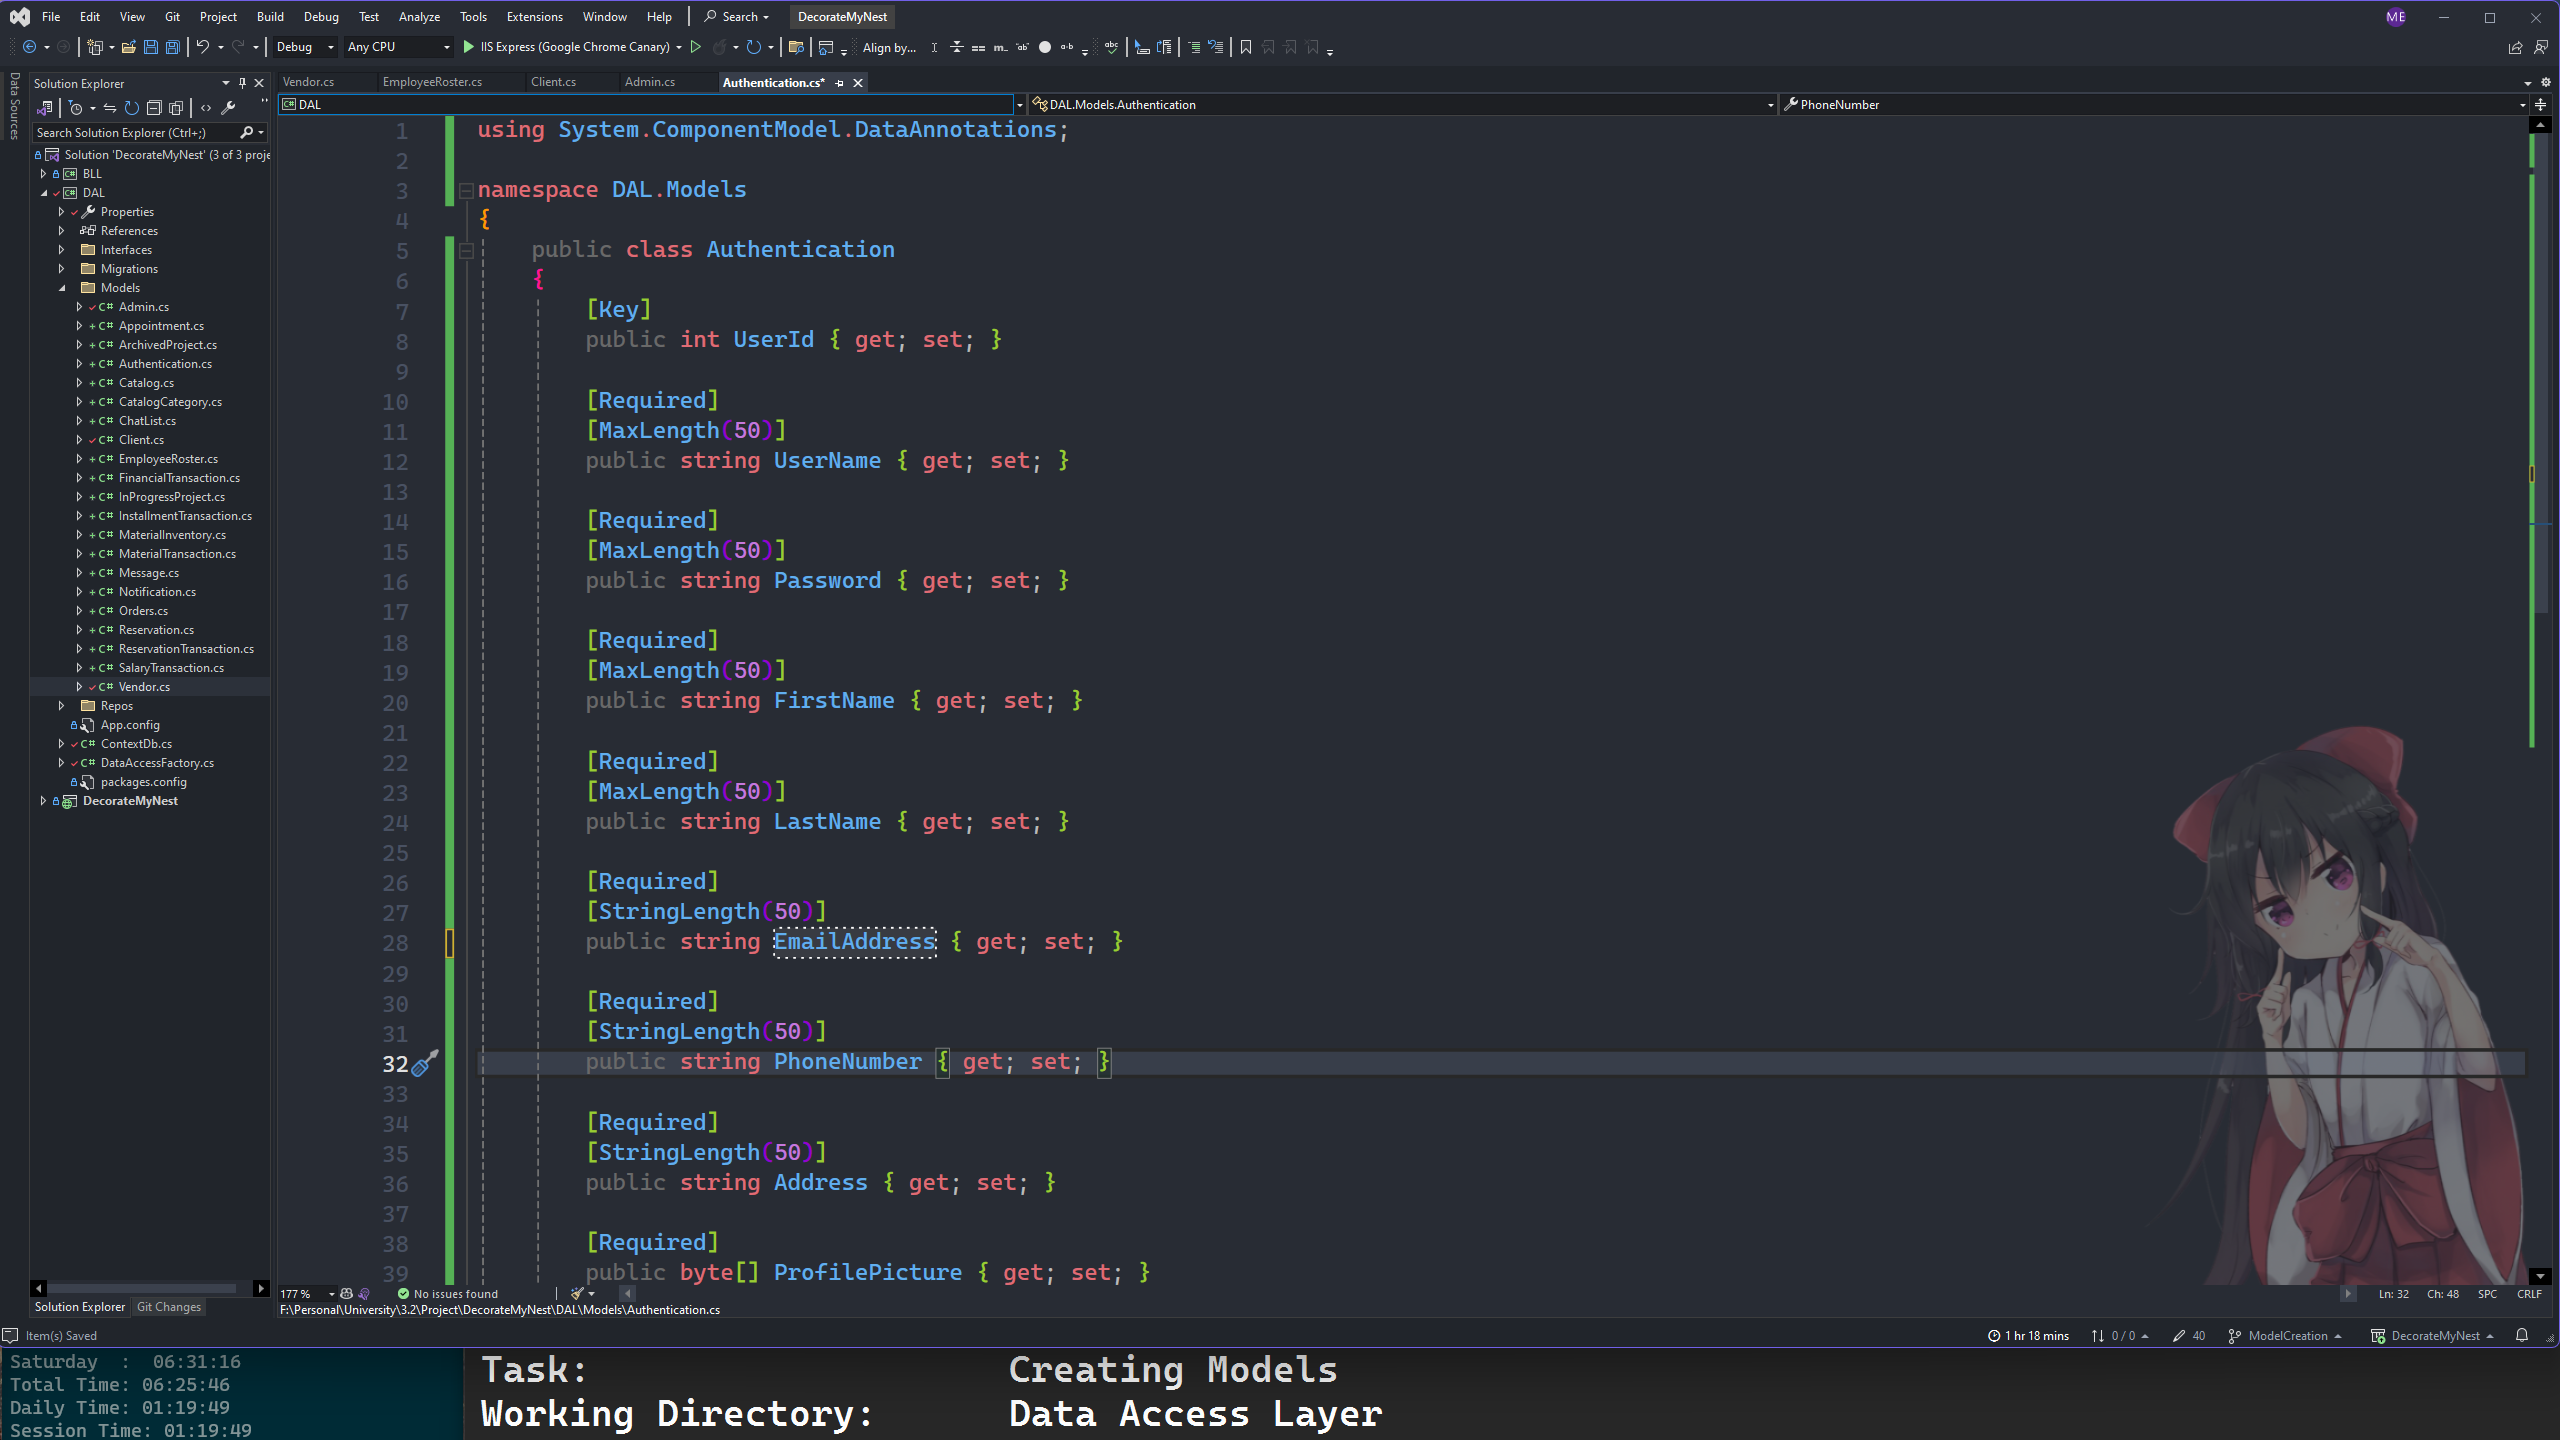 File Edit View Git Project Build Debug Test Analyze Tools Extensions Window Help Search DecorateMyNest ME
Debug Any CPU IIS Express (Google Chrome Canary) Align by...
Data Sources
Solution Explorer
Search Solution Explorer (Ctrl+;)
Solution 'DecorateMyNest' (3 of 3 proje
BLL
DAL
Properties
References
Interfaces
Migrations
Models
C# Admin.cs
C# Appointment.cs
C# ArchivedProject.cs
C# Authentication.cs
C# Catalog.cs
C# CatalogCategory.cs
C# ChatList.cs
C# Client.cs
C# EmployeeRoster.cs
C# FinancialTransaction.cs
C# InProgressProject.cs
C# InstallmentTransaction.cs
C# MaterialInventory.cs
C# MaterialTransaction.cs
C# Message.cs
C# Notification.cs
C# Orders.cs
C# Reservation.cs
C# ReservationTransaction.cs
C# SalaryTransaction.cs
C# Vendor.cs
Repos
App.config
C# ContextDb.cs
C# DataAccessFactory.cs
packages.config
DecorateMyNest
Solution Explorer Git Changes
Vendor.cs EmployeeRoster.cs Client.cs Admin.cs Authentication.cs*
DAL DAL.Models.Authentication PhoneNumber
1 using System.ComponentModel.DataAnnotations;
2
3 namespace DAL.Models
4 {
5 public class Authentication
6 {
7 [Key]
8 public int UserId { get; set; }
9
10 [Required]
11 [MaxLength(50)]
12 public string UserName { get; set; }
13
14 [Required]
15 [MaxLength(50)]
16 public string Password { get; set; }
17
18 [Required]
19 [MaxLength(50)]
20 public string FirstName { get; set; }
21
22 [Required]
23 [MaxLength(50)]
24 public string LastName { get; set; }
25
26 [Required]
27 [StringLength(50)]
28 public string EmailAddress { get; set; }
29
30 [Required]
31 [StringLength(50)]
32 public string PhoneNumber { get; set; }
33
34 [Required]
35 [StringLength(50)]
36 public string Address { get; set; }
37
38 [Required]
39 public byte[] ProfilePicture { get; set; }
177 % No issues found Ln: 32 Ch: 48 SPC CRLF
F:\Personal\University\3.2\Project\DecorateMyNest\DAL\Models\Authentication.cs
Item(s) Saved 1 hr 18 mins 0 / 0 40 ModelCreation DecorateMyNest
Saturday : 06:31:16
Total Time: 06:25:46
Daily Time: 01:19:49
Session Time: 01:19:49
Task: Creating Models
Working Directory: Data Access Layer